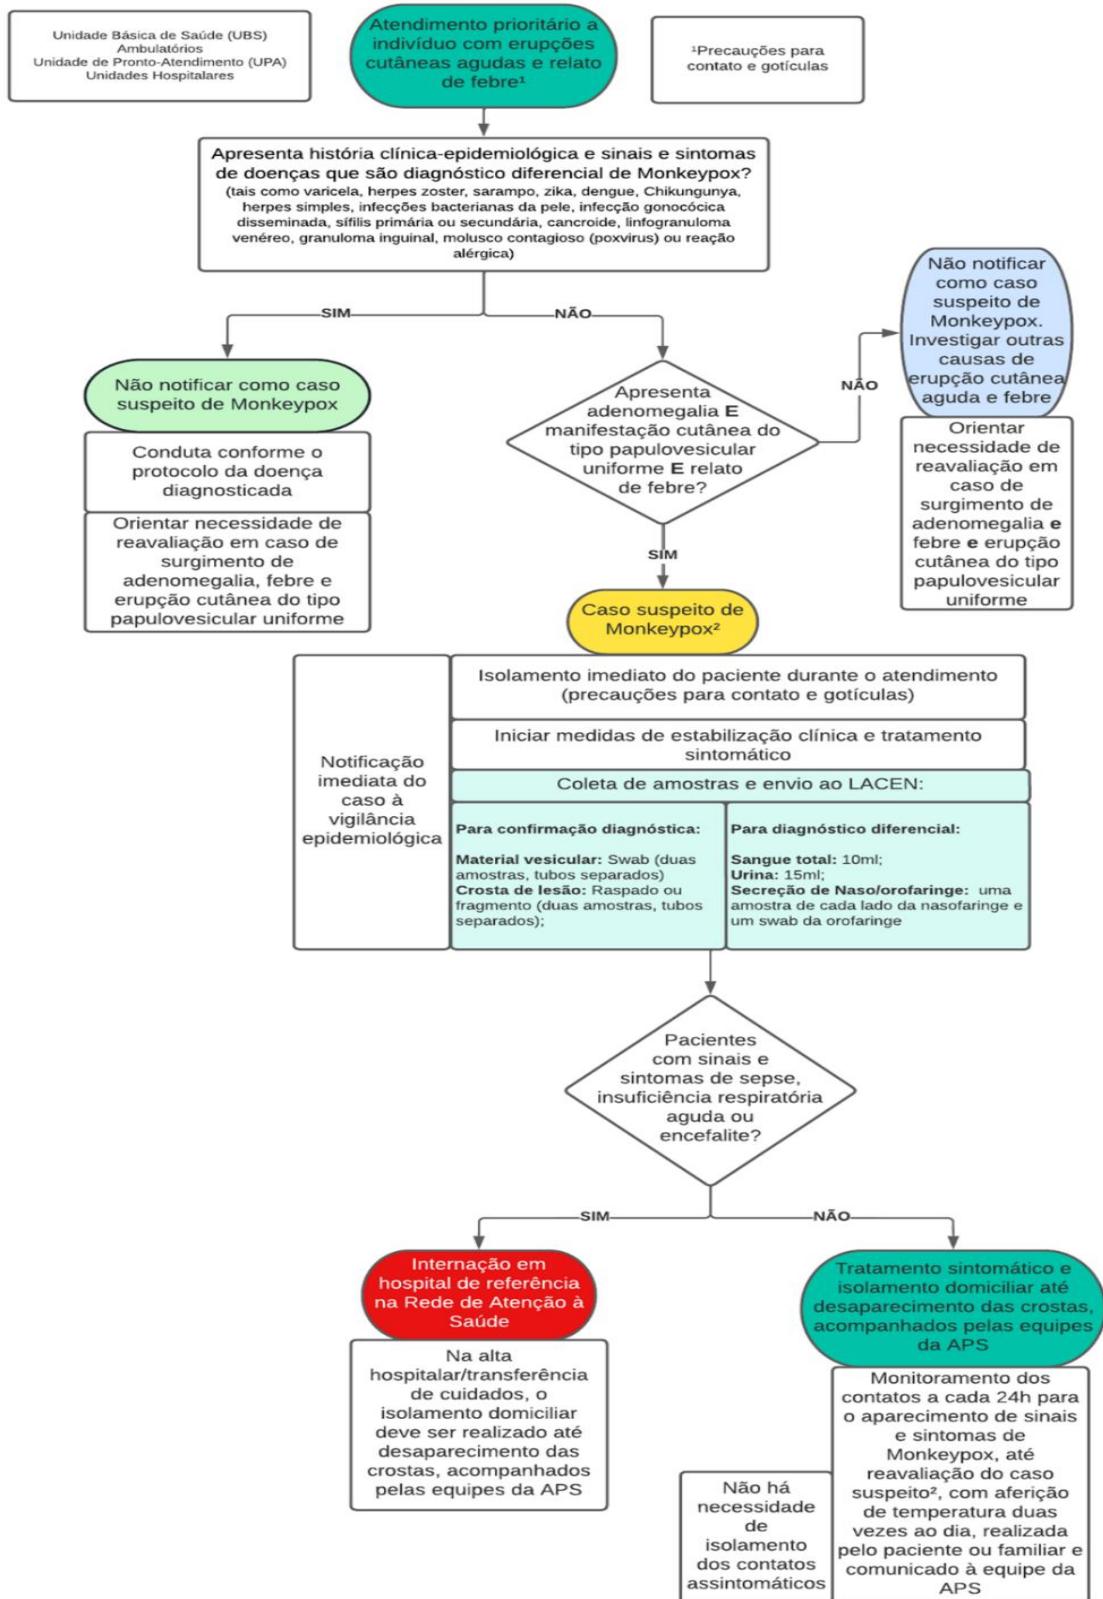 Unidade Básica de Saúde (UBS)
Ambulatórios
Unidade de Pronto-Atendimento (UPA)
Unidades Hospitalares
Atendimento prioritário a
indivíduo com erupções
cutâneas agudas e relato
de febre¹
¹Precauções para
contato e gotículas
Apresenta história clínica-epidemiológica e sinais e sintomas
de doenças que são diagnóstico diferencial de Monkeypox?
(tais como varicela, herpes zoster, sarampo, zika, dengue, Chikungunya,
herpes simples, infecções bacterianas da pele, infecção gonocócica
disseminada, sífilis primária ou secundária, cancroide, linfogranuloma
venéreo, granuloma inguinal, molusco contagioso (poxvirus) ou reação
alérgica)
SIM
NÃO
Não notificar como caso
suspeito de Monkeypox
Conduta conforme o
protocolo da doença
diagnosticada
Orientar necessidade de
reavaliação em caso de
surgimento de
adenomegalia, febre e
erupção cutânea do tipo
papulovesicular uniforme
Apresenta
adenomegalia E
manifestação cutânea do
tipo papulovesicular
uniforme E relato
de febre?
NÃO
Não notificar
como caso
suspeito de
Monkeypox.
Investigar outras
causas de
erupção cutânea
aguda e febre
Orientar
necessidade de
reavaliação em
caso de
surgimento de
adenomegalia e
febre e erupção
cutânea do tipo
papulovesicular
uniforme
SIM
Caso suspeito de
Monkeypox²
Notificação
imediata do
caso à
vigilância
epidemiológica
Isolamento imediato do paciente durante o atendimento
(precauções para contato e gotículas)
Iniciar medidas de estabilização clínica e tratamento
sintomático
Coleta de amostras e envio ao LACEN:
Para confirmação diagnóstica:
Material vesicular: Swab (duas
amostras, tubos separados)
Crosta de lesão: Raspado ou
fragmento (duas amostras, tubos
separados);
Para diagnóstico diferencial:
Sangue total: 10ml;
Urina: 15ml;
Secreção de Naso/orofaringe: uma
amostra de cada lado da nasofaringe e
um swab da orofaringe
Pacientes
com sinais e
sintomas de sepse,
insuficiência respiratória
aguda ou
encefalite?
SIM
NÃO
Internação em
hospital de referência
na Rede de Atenção à
Saúde
Na alta
hospitalar/transferência
de cuidados, o
isolamento domiciliar
deve ser realizado até
desaparecimento das
crostas, acompanhados
pelas equipes da APS
Tratamento sintomático e
isolamento domiciliar até
desaparecimento das crostas,
acompanhados pelas equipes
da APS
Monitoramento dos
contatos a cada 24h para
o aparecimento de sinais
e sintomas de
Monkeypox, até
reavaliação do caso
suspeito², com aferição
de temperatura duas
vezes ao dia, realizada
pelo paciente ou familiar e
comunicado à equipe da
APS
Não há
necessidade
de
isolamento
dos contatos
assintomáticos